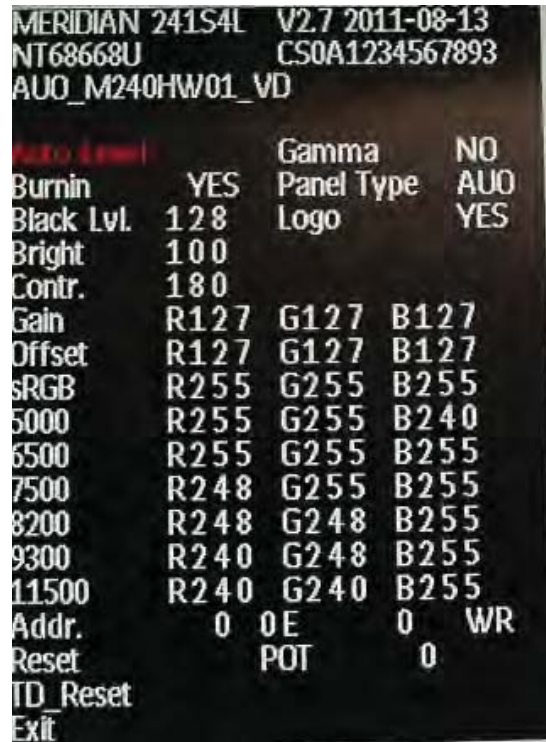 MERIDIAN 241S4L V2.7 2011-08-13
NT68668U CS0A1234567893
AUO_M240HW01_VD
Auto Level Gamma NO
Burnin YES Panel Type AUO
Black Lvl. 128 Logo YES
Bright 100
Contr. 180
Gain R127 G127 B127
Offset R127 G127 B127
sRGB R255 G255 B255
5000 R255 G255 B240
6500 R255 G255 B255
7500 R248 G255 B255
8200 R248 G248 B255
9300 R240 G248 B255
11500 R240 G240 B255
Addr. 0 0E 0 WR
Reset POT 0
TD_Reset
Exit